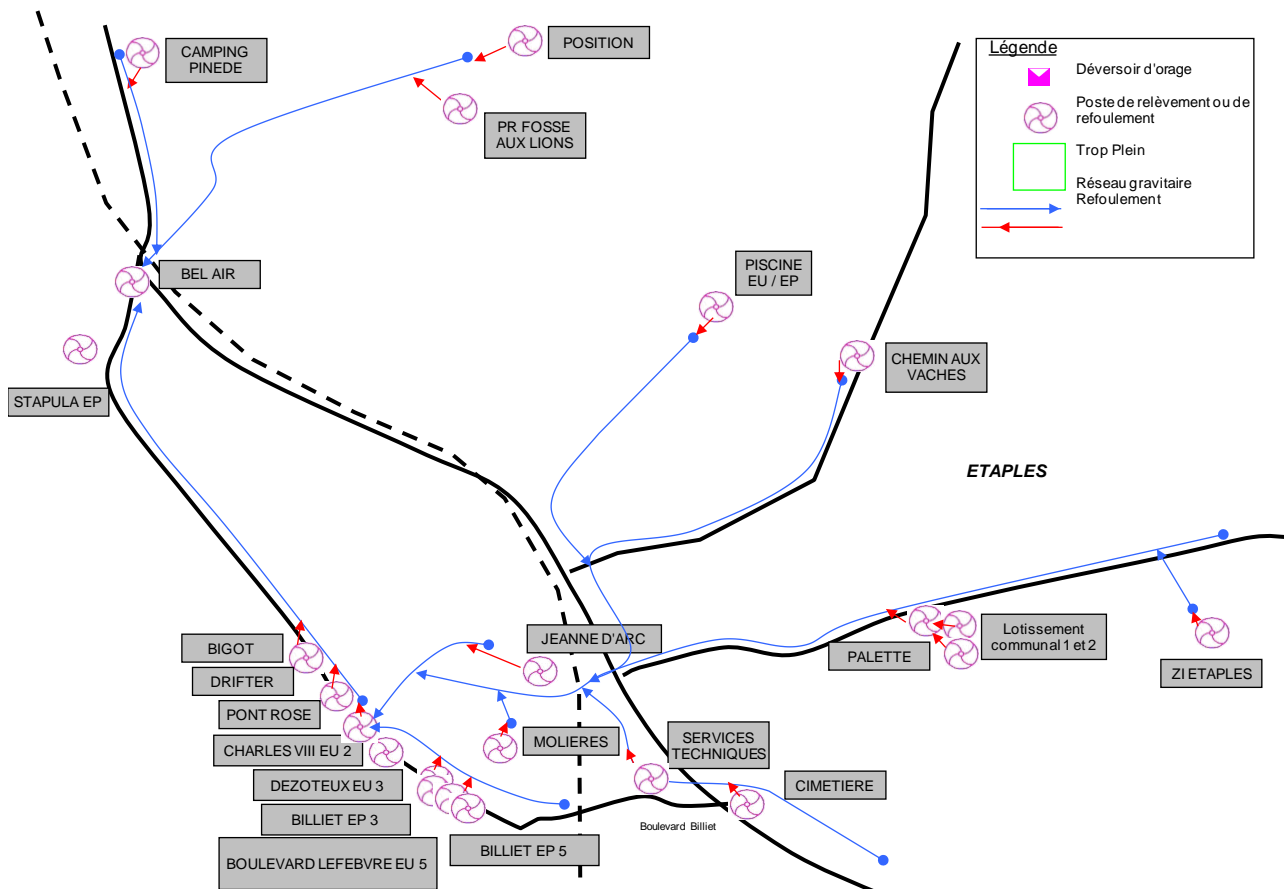 CAMPING
PINEDE
POSITION
PR FOSSE
AUX LIONS
Légende
Déversoir d'orage
Poste de relèvement ou de
refoulement
Trop Plein
Réseau gravitaire
Refoulement
BEL AIR
PISCINE
EU / EP
CHEMIN AUX
VACHES
STAPULA EP
ETAPLES
JEANNE D'ARC
BIGOT
DRIFTER
PONT ROSE
CHARLES VIII EU 2
DEZOTEUX EU 3
BILLIET EP 3
BOULEVARD LEFEBVRE EU 5
BILLIET EP 5
MOLIERES
SERVICES
TECHNIQUES
CIMETIERE
Boulevard Billiet
PALETTE
Lotissement
communal 1 et 2
ZI ETAPLES